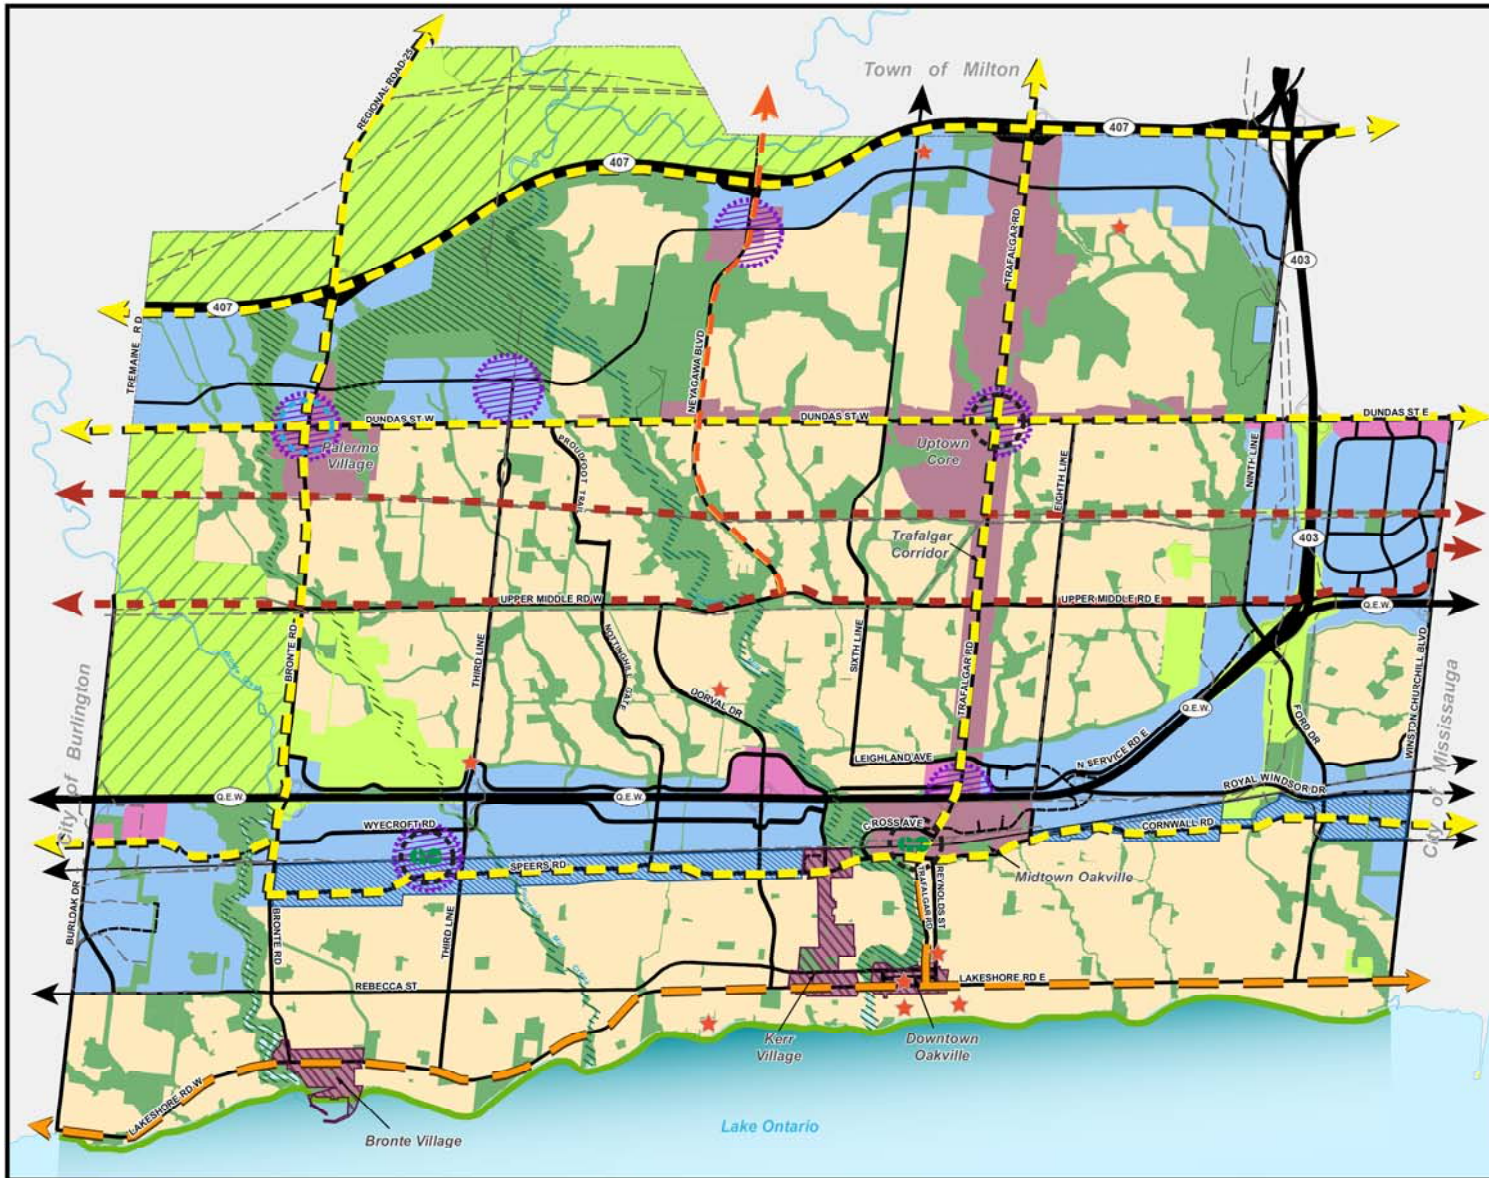 Town of Milton
REGIONAL ROAD 25
407
407
407
TRAFALGAR RD
403
TREMAINE RD
NEYAGAWA BLVD
DUNDAS ST W
DUNDAS ST W
DUNDAS ST E
Palermo
Village
PROUDFOOT TRAIL
Uptown
Core
EIGHTH LINE
NINTH LINE
Trafalgar
Corridor
403
UPPER MIDDLE RD W
UPPER MIDDLE RD E
Q.E.W.
BRONTE RD
THIRD LINE
NOTTINGHILL GATE
SIXTH LINE
TRAFALGAR RD
DORVAL DR
City of Burlington
WINSTON CHURCHILL BLVD
City of Mississauga
Q.E.W.
FORD DR
LEIGHLAND AVE
N SERVICE RD E
ROYAL WINDSOR DR
Q.E.W.
Q.E.W.
WYECROFT RD
CROSS AVE
CORNWALL RD
SPEERS RD
Midtown Oakville
BURLOAK DR
BRONTE RD
THIRD LINE
TRAFALGAR RD
REYNOLDS ST
REBECCA ST
LAKESHORE RD E
Kerr
Village
Downtown
Oakville
LAKESHORE RD W
Bronte Village
Lake Ontario